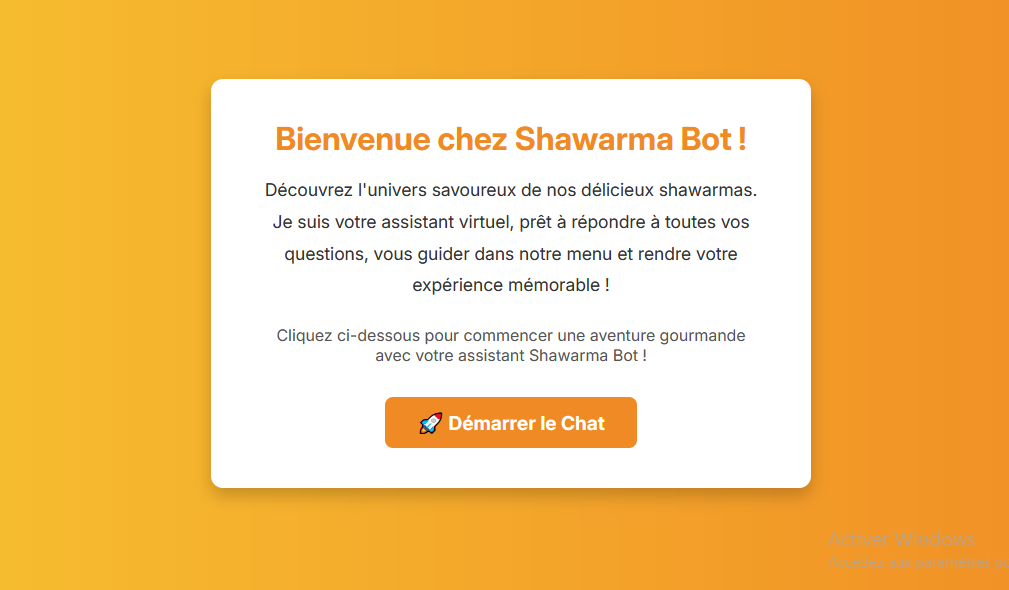 Bienvenue chez Shawarma Bot !
Découvrez l'univers savoureux de nos délicieux shawarmas.
Je suis votre assistant virtuel, prêt à répondre à toutes vos
questions, vous guider dans notre menu et rendre votre
expérience mémorable !
Cliquez ci-dessous pour commencer une aventure gourmande
avec votre assistant Shawarma Bot !
🚀 Démarrer le Chat
Activer Windows
Accédez aux paramètres